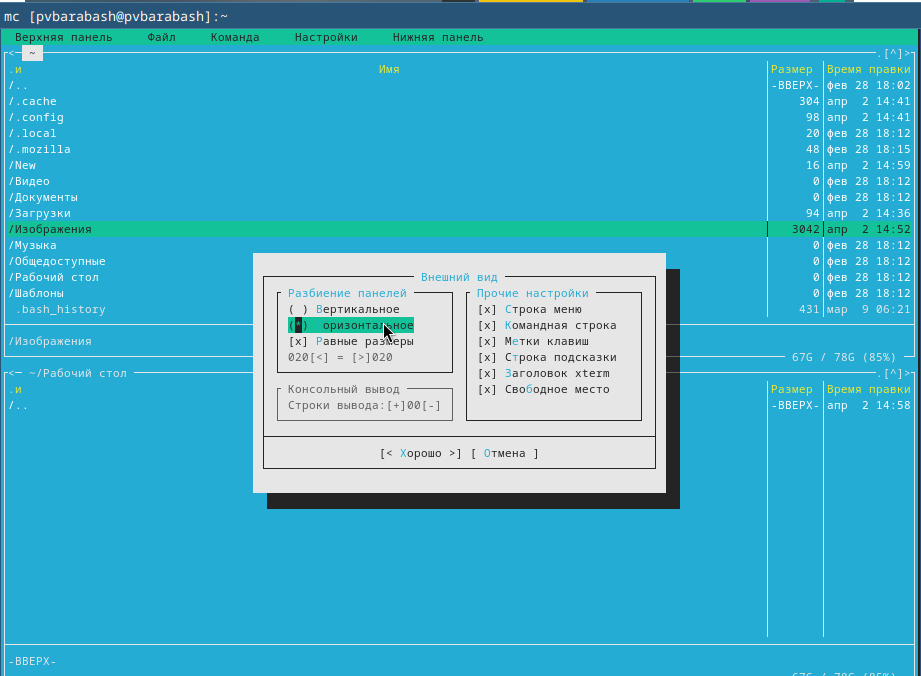 mc [pvbarabash@pvbarabash]:~
Верхняя панель Файл Команда Настройки Нижняя панель
<─ ~ .[^]>
.и Имя Размер Время правки
/.. -ВВЕРХ- фев 28 18:02
/.cache 304 апр 2 14:41
/.config 98 апр 2 14:41
/.local 20 фев 28 18:12
/.mozilla 48 фев 28 18:15
/New 16 апр 2 14:59
/Видео 0 фев 28 18:12
/Документы 0 фев 28 18:12
/Загрузки 94 апр 2 14:36
/Изображения 3042 апр 2 14:52
/Музыка 0 фев 28 18:12
/Общедоступные 0 фев 28 18:12
/Рабочий стол 0 фев 28 18:12
/Шаблоны 0 фев 28 18:12
.bash_history 431 мар 9 06:21
/Изображения
67G / 78G (85%)
Внешний вид
Разбиение панелей
( ) Вертикальное
(*) оризонтальное
[x] Равные размеры
020[<] = [>]020
Консольный вывод
Строки вывода:[+]00[-]
Прочие настройки
[x] Строка меню
[x] Командная строка
[x] Метки клавиш
[x] Строка подсказки
[x] Заголовок xterm
[x] Свободное место
[< Хорошо >] [ Отмена ]
<─ ~/Рабочий стол .[^]>
.и Размер Время правки
/.. -ВВЕРХ- апр 2 14:58
-ВВЕРХ-
67G / 78G (85%)